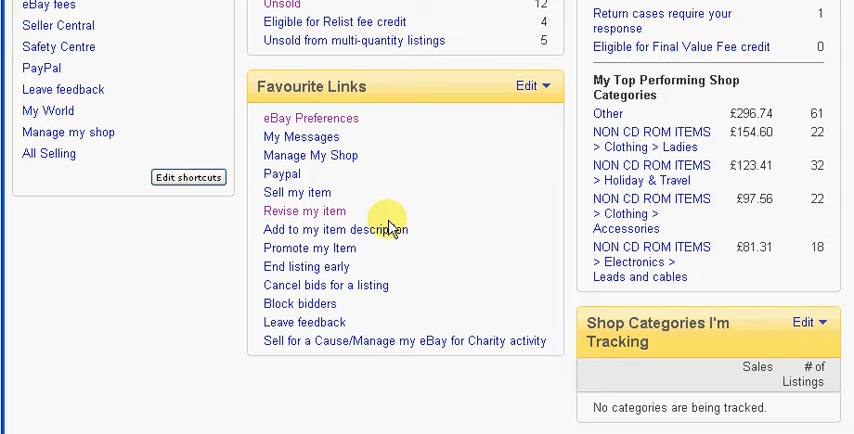 eBay fees
Seller Central
Safety Centre
PayPal
Leave feedback
My World
Manage my shop
All Selling
Edit shortcuts
Unsold 12
Eligible for Relist fee credit 4
Unsold from multi-quantity listings 5
Favourite Links Edit
eBay Preferences
My Messages
Manage My Shop
Paypal
Sell my item
Revise my item
Add to my item description
Promote my Item
End listing early
Cancel bids for a listing
Block bidders
Leave feedback
Sell for a Cause/Manage my eBay for Charity activity
Return cases require your 1
response
Eligible for Final Value Fee credit 0
My Top Performing Shop
Categories
Other £296.74 61
NON CD ROM ITEMS £154.60 22
> Clothing > Ladies
NON CD ROM ITEMS £123.41 32
> Holiday & Travel
NON CD ROM ITEMS £97.56 22
> Clothing >
Accessories
NON CD ROM ITEMS £81.31 18
> Electronics >
Leads and cables
Shop Categories I'm Edit
Tracking
Sales # of
Listings
No categories are being tracked.